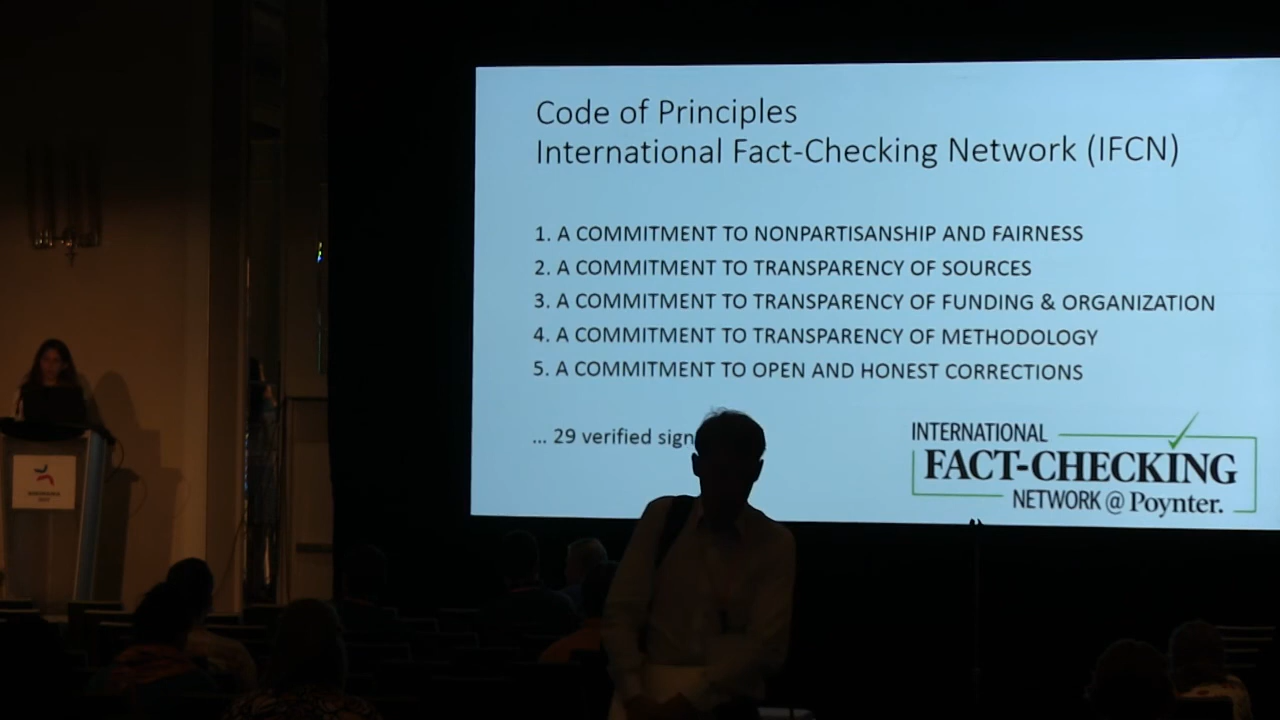 Code of Principles
International Fact-Checking Network (IFCN)
1. A COMMITMENT TO NONPARTISANSHIP AND FAIRNESS
2. A COMMITMENT TO TRANSPARENCY OF SOURCES
3. A COMMITMENT TO TRANSPARENCY OF FUNDING & ORGANIZATION
4. A COMMITMENT TO TRANSPARENCY OF METHODOLOGY
5. A COMMITMENT TO OPEN AND HONEST CORRECTIONS
... 29 verified sign
INTERNATIONAL
FACT-CHECKING
NETWORK @ Poynter.